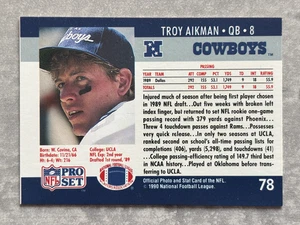 TROY AIKMAN • QB • 8
COWBOYS
PASSING
YEAR TEAM ATT COMP PCT YDS TD INT RATING
1989 Dallas 293 155 52.9 1,749 9 18 55.7
TOTALS 293 155 52.9 1,749 9 18 55.7
Injured much of season after being first player chosen
in 1989 NFL draft...Out five weeks with broken left
index finger, but returned to set NFL rookie one-game
passing record with 379 yards against Phoenix...
Threw 4 touchdown passes against Rams...Possesses
very quick release...In only two seasons at UCLA,
ranked second on school's all-time passing lists for
completions (406), yards (5,298), and touchdowns (41)
...College passing-efficiency rating of 149.7 third best
in NCAA history...Played at Oklahoma before
transferring to UCLA.
Born: W. Covina, CA
Birthdate: 11/21/66
Ht: 6-4, Wt: 216
College: UCLA
NFL Exp: 2nd year
Drafted: 1st round, '89
PRO
SET
Official Photo and Stat Card of the NFL.
© 1990 National Football League.
78